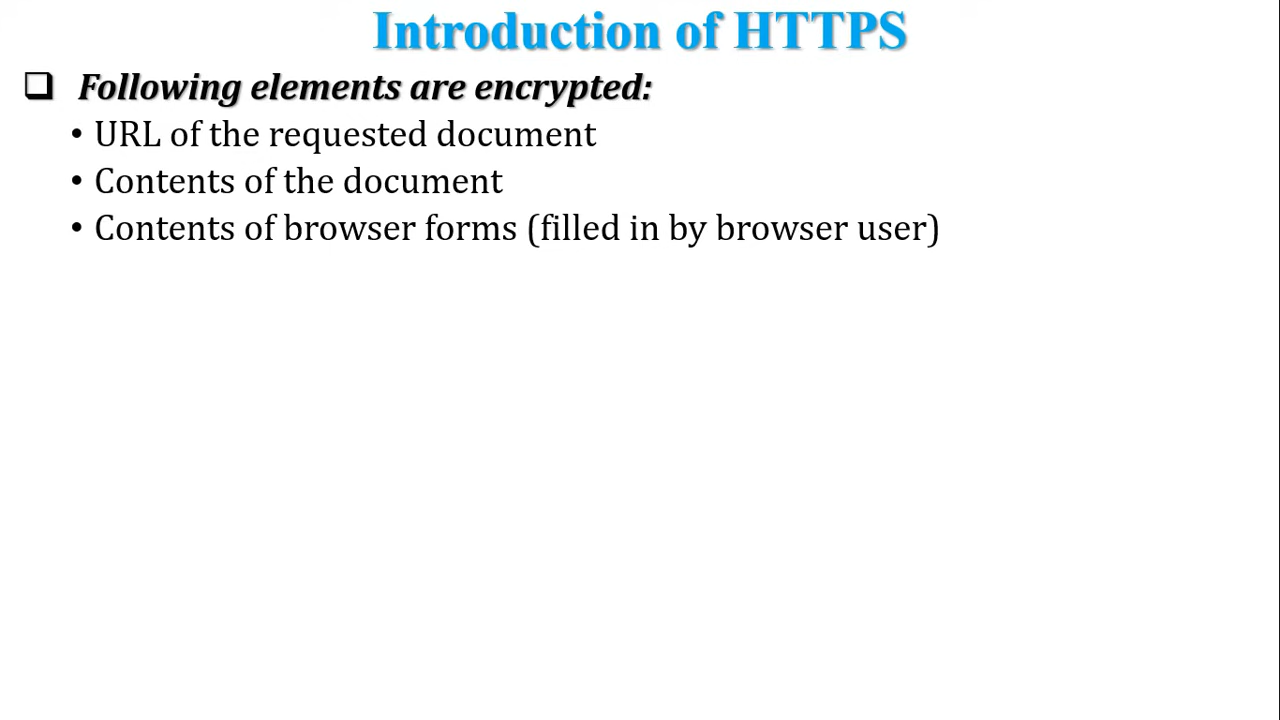 Introduction of HTTPS
❑ Following elements are encrypted:
• URL of the requested document
• Contents of the document
• Contents of browser forms (filled in by browser user)